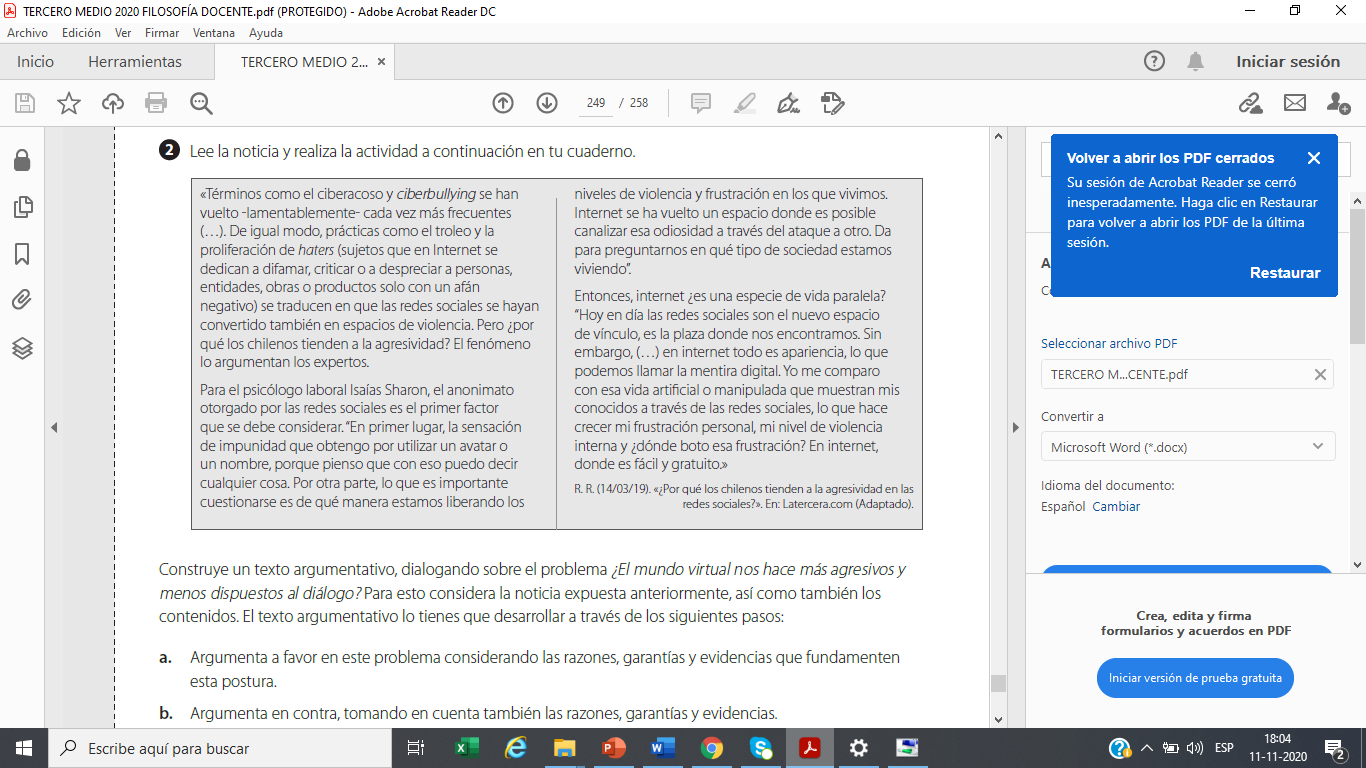 TERCERO MEDIO 2020 FILOSOFÍA DOCENTE.pdf (PROTEGIDO) - Adobe Acrobat Reader DC
Archivo Edición Ver Firmar Ventana Ayuda
Inicio Herramientas TERCERO MEDIO 2... × Iniciar sesión
249 / 258
2 Lee la noticia y realiza la actividad a continuación en tu cuaderno.
«Términos como el ciberacoso y ciberbullying se han
vuelto -lamentablemente- cada vez más frecuentes
(…). De igual modo, prácticas como el troleo y la
proliferación de haters (sujetos que en Internet se
dedican a difamar, criticar o a despreciar a personas,
entidades, obras o productos solo con un afán
negativo) se traducen en que las redes sociales se hayan
convertido también en espacios de violencia. Pero ¿por
qué los chilenos tienden a la agresividad? El fenómeno
lo argumentan los expertos.
Para el psicólogo laboral Isaías Sharon, el anonimato
otorgado por las redes sociales es el primer factor
que se debe considerar. “En primer lugar, la sensación
de impunidad que obtengo por utilizar un avatar o
un nombre, porque pienso que con eso puedo decir
cualquier cosa. Por otra parte, lo que es importante
cuestionarse es de qué manera estamos liberando los
niveles de violencia y frustración en los que vivimos.
Internet se ha vuelto un espacio donde es posible
canalizar esa odiosidad a través del ataque a otro. Da
para preguntarnos en qué tipo de sociedad estamos
viviendo”.
Entonces, internet ¿es una especie de vida paralela?
“Hoy en día las redes sociales son el nuevo espacio
de vínculo, es la plaza donde nos encontramos. Sin
embargo, (…) en internet todo es apariencia, lo que
podemos llamar la mentira digital. Yo me comparo
con esa vida artificial o manipulada que muestran mis
conocidos a través de las redes sociales, lo que hace
crecer mi frustración personal, mi nivel de violencia
interna y ¿dónde boto esa frustración? En internet,
donde es fácil y gratuito.»
R. R. (14/03/19). «¿Por qué los chilenos tienden a la agresividad en las
redes sociales?». En: Latercera.com (Adaptado).
Construye un texto argumentativo, dialogando sobre el problema ¿El mundo virtual nos hace más agresivos y
menos dispuestos al diálogo? Para esto considera la noticia expuesta anteriormente, así como también los
contenidos. El texto argumentativo lo tienes que desarrollar a través de los siguientes pasos:
a. Argumenta a favor en este problema considerando las razones, garantías y evidencias que fundamenten
esta postura.
b. Argumenta en contra, tomando en cuenta también las razones, garantías y evidencias.
Volver a abrir los PDF cerrados
Su sesión de Acrobat Reader se cerró
inesperadamente. Haga clic en Restaurar
para volver a abrir los PDF de la última
sesión.
Restaurar
Seleccionar archivo PDF
TERCERO M...CENTE.pdf
Convertir a
Microsoft Word (*.docx)
Idioma del documento:
Español Cambiar
Crea, edita y firma
formularios y acuerdos en PDF
Iniciar versión de prueba gratuita
Escribe aquí para buscar
ESP
18:04
11-11-2020
2